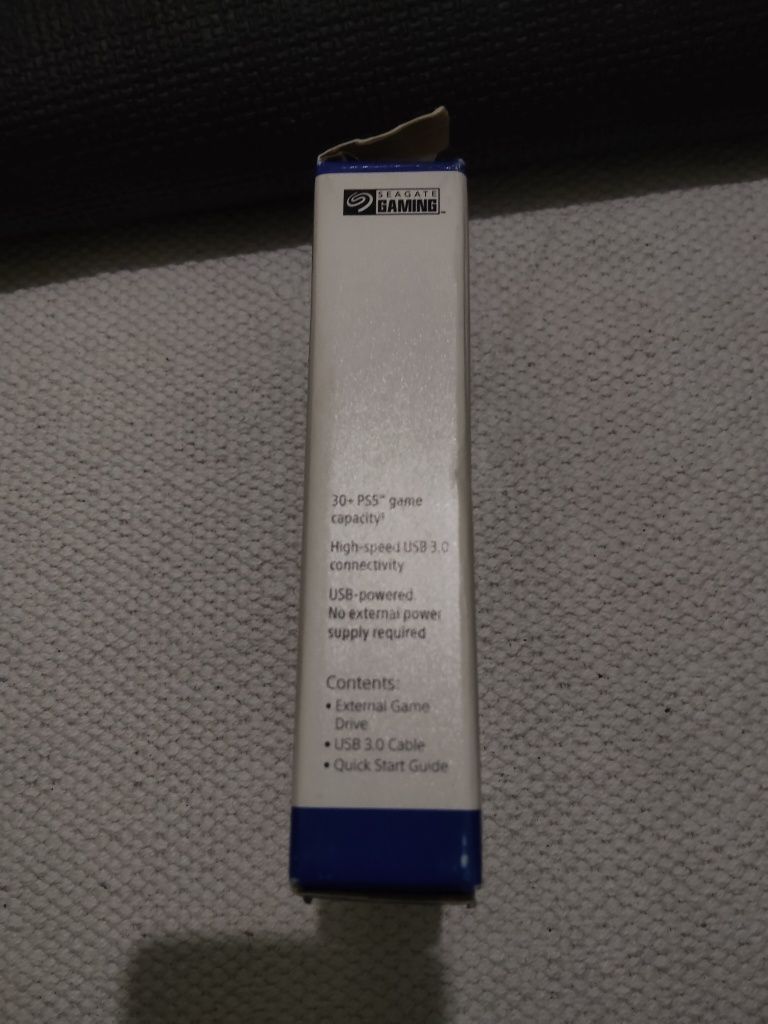 SEAGATE
GAMING™
30+ PS5™ game
capacity¹
High-speed USB 3.0
connectivity
USB-powered.
No external power
supply required
Contents:
• External Game
Drive
• USB 3.0 Cable
• Quick Start Guide